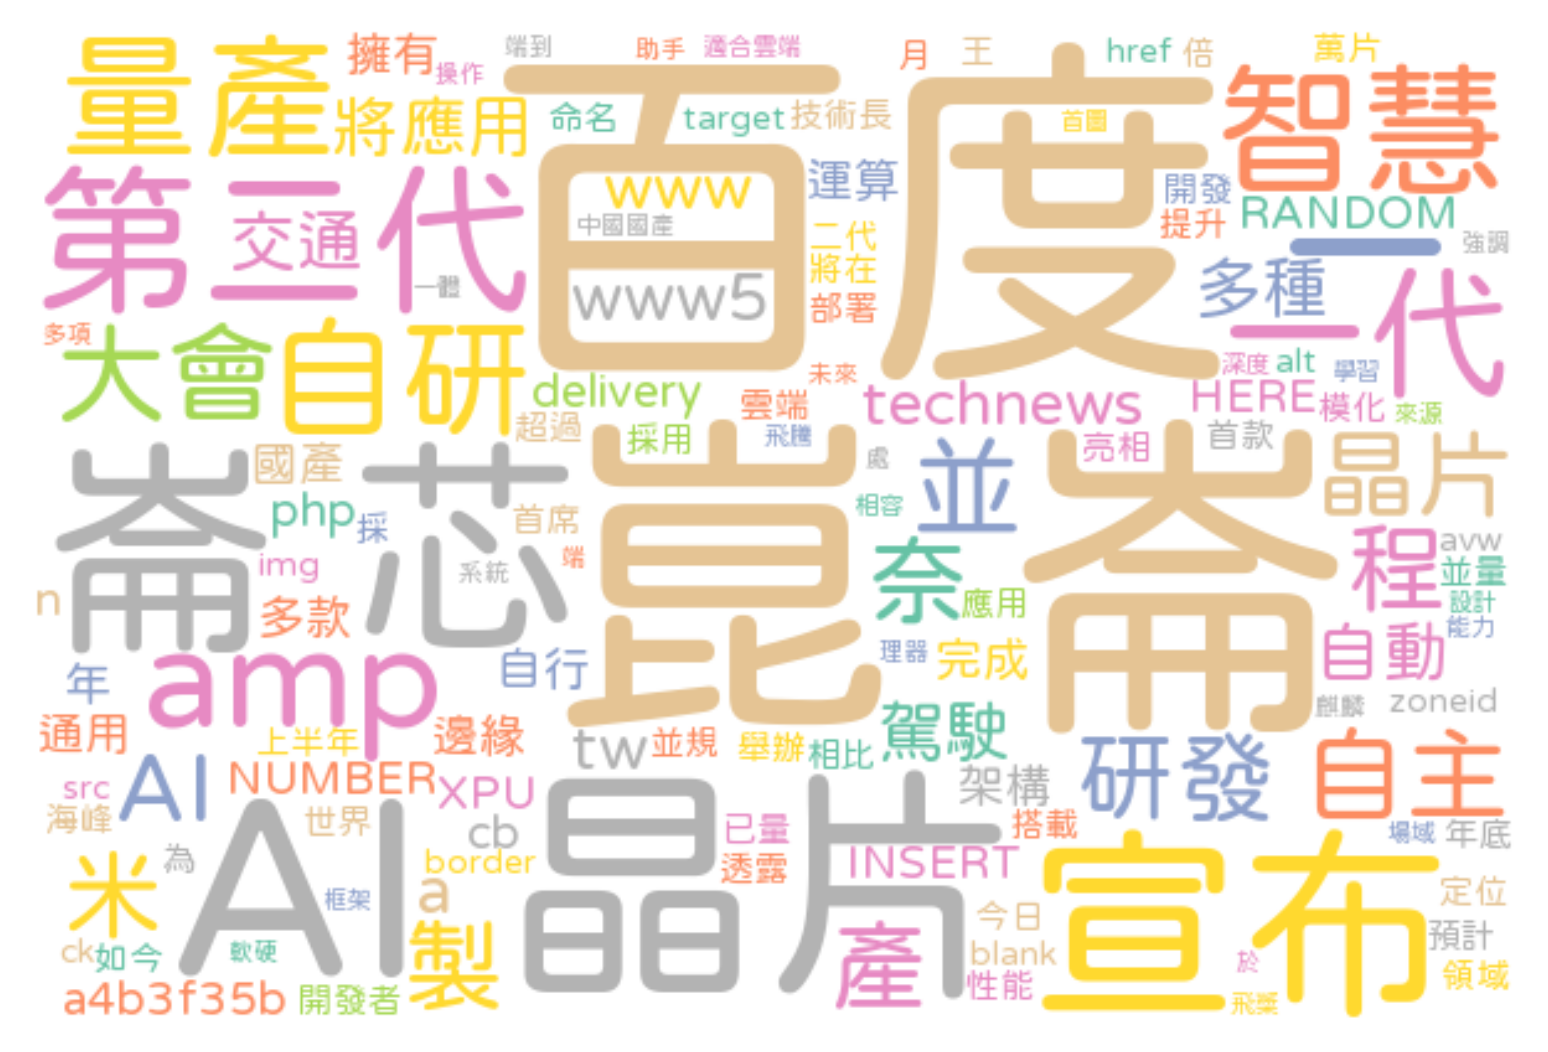 量產
擁有
操作
端到
助手
適合雲端
月
王
href
倍
萬片
將應用
命名
target
技術長
首圖
智慧
百度
www
中國國產
www5
運算
開發
RANDOM
提升
強調
第二代
交通
一體
二代
將在
部署
多種
一
一代
多項
大會
自研
delivery
未來
雲端
technews
深度
alt
學習
HERE
模化
來源
超過
採用
飛騰
處
亮相
首款
晶片
崙芯
國產
php
採
首席
端
系統
img
崑崙
相容
並
奈
應用
程
avw
並量
設計
能力
n
多款
amp
年
自行
理器
完成
自動
麒麟
zoneid
通用
上半年
邊緣
tw
並規
舉辦
相比
駕駛
研發
自主
src
AI
NUMBER
XPU
架構
海峰
世界
cb
已量
搭載
場域
年底
AI晶片
米
為
框架
border
a
透露
INSERT
宣布
定位
ck
如今
軟硬
製
產
今日
blank
性能
於
預計
領域
a4b3f35b
開發者
飛槳